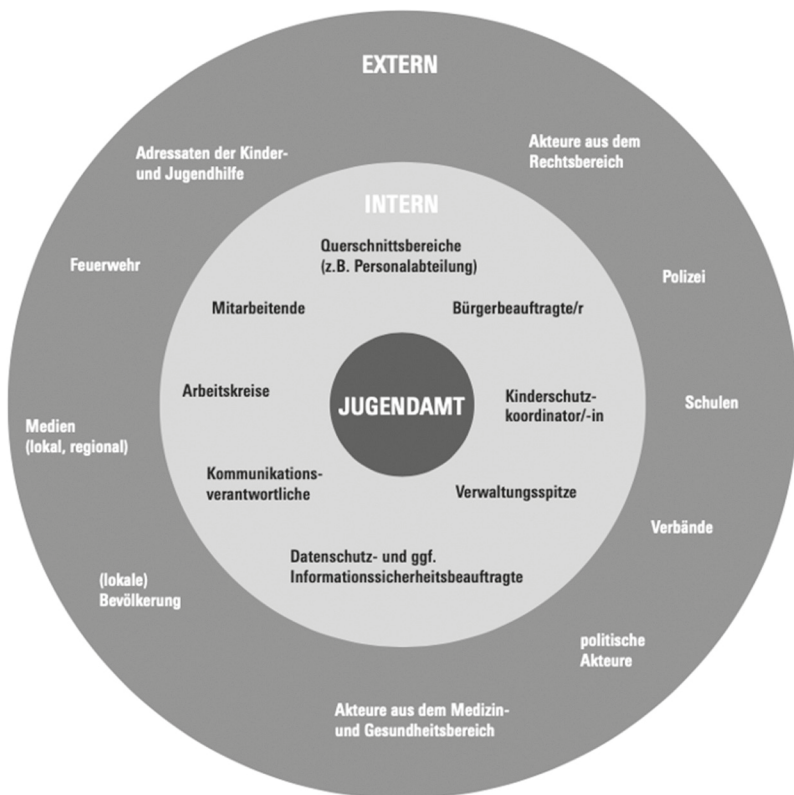 EXTERN
Adressaten der Kinder-
und Jugendhilfe
Akteure aus dem
Rechtsbereich
Feuerwehr
Polizei
Medien
(lokal, regional)
Schulen
(lokale)
Bevölkerung
Verbände
politische
Akteure
Akteure aus dem Medizin-
und Gesundheitsbereich
INTERN
Querschnittsbereiche
(z.B. Personalabteilung)
Mitarbeitende
Bürgerbeauftragte/r
Arbeitskreise
Kinderschutz-
koordinator/-in
Kommunikations-
verantwortliche
Verwaltungsspitze
Datenschutz- und ggf.
Informationssicherheitsbeauftragte
JUGENDAMT